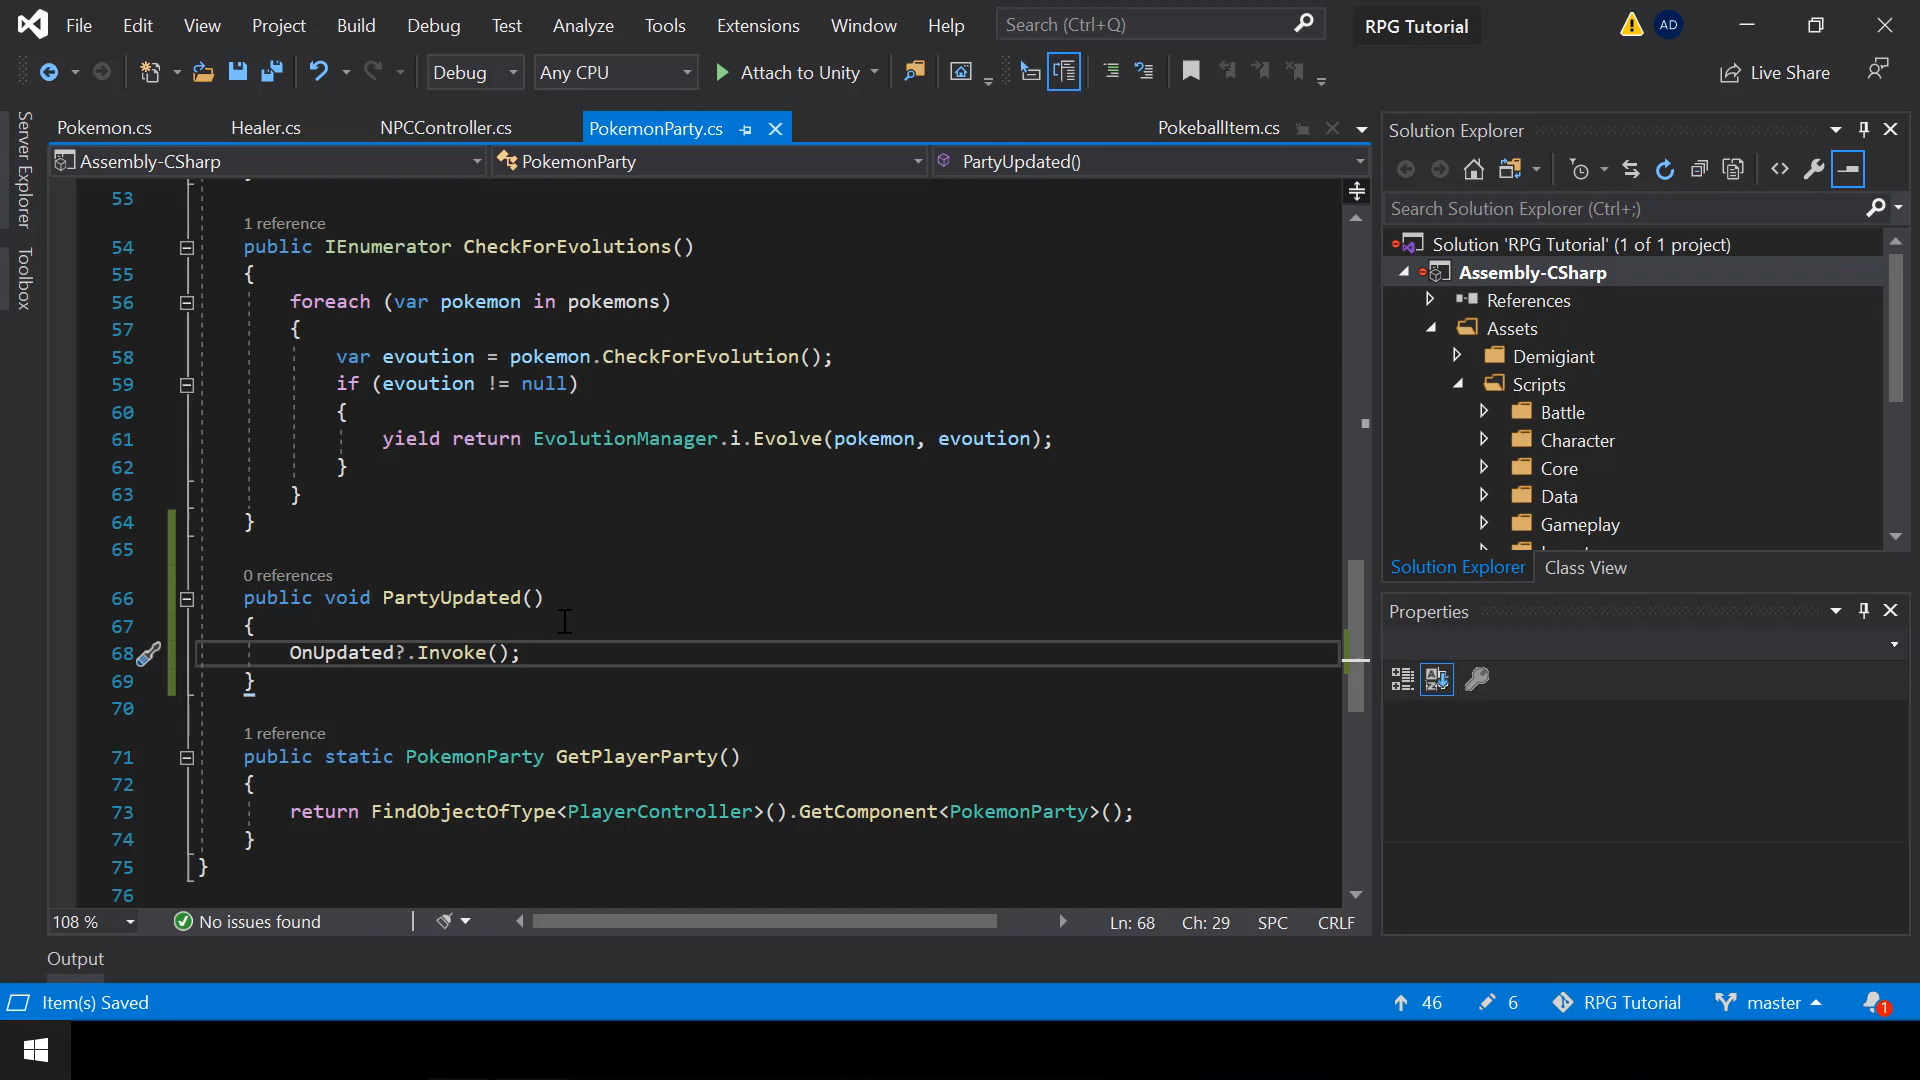 File Edit View Project Build Debug Test Analyze Tools Extensions Window Help Search (Ctrl+Q) RPG Tutorial AD
Debug Any CPU Attach to Unity Live Share
Server Explorer
Toolbox
Pokemon.cs Healer.cs NPCController.cs PokemonParty.cs PokeballItem.cs
Assembly-CSharp PokemonParty PartyUpdated()
53
1 reference
54 public IEnumerator CheckForEvolutions()
55 {
56 foreach (var pokemon in pokemons)
57 {
58 var evoution = pokemon.CheckForEvolution();
59 if (evoution != null)
60 {
61 yield return EvolutionManager.i.Evolve(pokemon, evoution);
62 }
63 }
64 }
65
0 references
66 public void PartyUpdated()
67 {
68 OnUpdated?.Invoke();
69 }
70
1 reference
71 public static PokemonParty GetPlayerParty()
72 {
73 return FindObjectOfType<PlayerController>().GetComponent<PokemonParty>();
74 }
75 }
76
108 % No issues found Ln: 68 Ch: 29 SPC CRLF
Output
Solution Explorer
Search Solution Explorer (Ctrl+;)
Solution 'RPG Tutorial' (1 of 1 project)
Assembly-CSharp
References
Assets
Demigiant
Scripts
Battle
Character
Core
Data
Gameplay
Solution Explorer Class View
Properties
Item(s) Saved 46 6 RPG Tutorial master 1